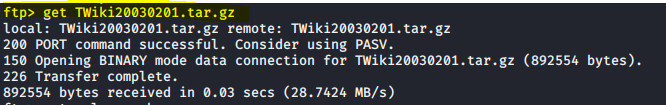 ftp> get TWiki20030201.tar.gz
local: TWiki20030201.tar.gz remote: TWiki20030201.tar.gz
200 PORT command successful. Consider using PASV.
150 Opening BINARY mode data connection for TWiki20030201.tar.gz (892554 bytes).
226 Transfer complete.
892554 bytes received in 0.03 secs (28.7424 MB/s)